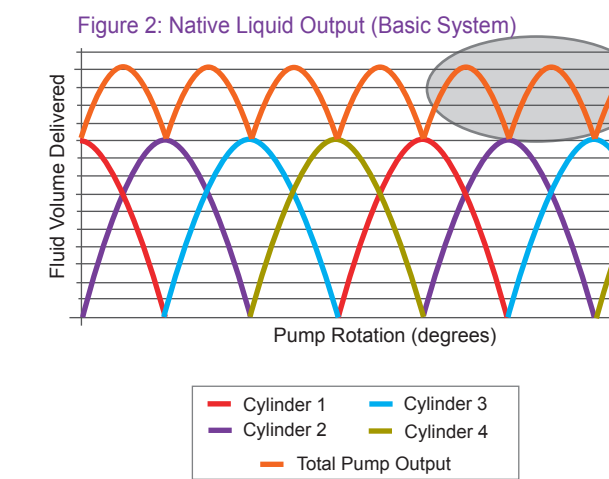 Figure 2: Native Liquid Output (Basic System)
Fluid Volume Delivered
Pump Rotation (degrees)
Cylinder 1
Cylinder 3
Cylinder 2
Cylinder 4
Total Pump Output